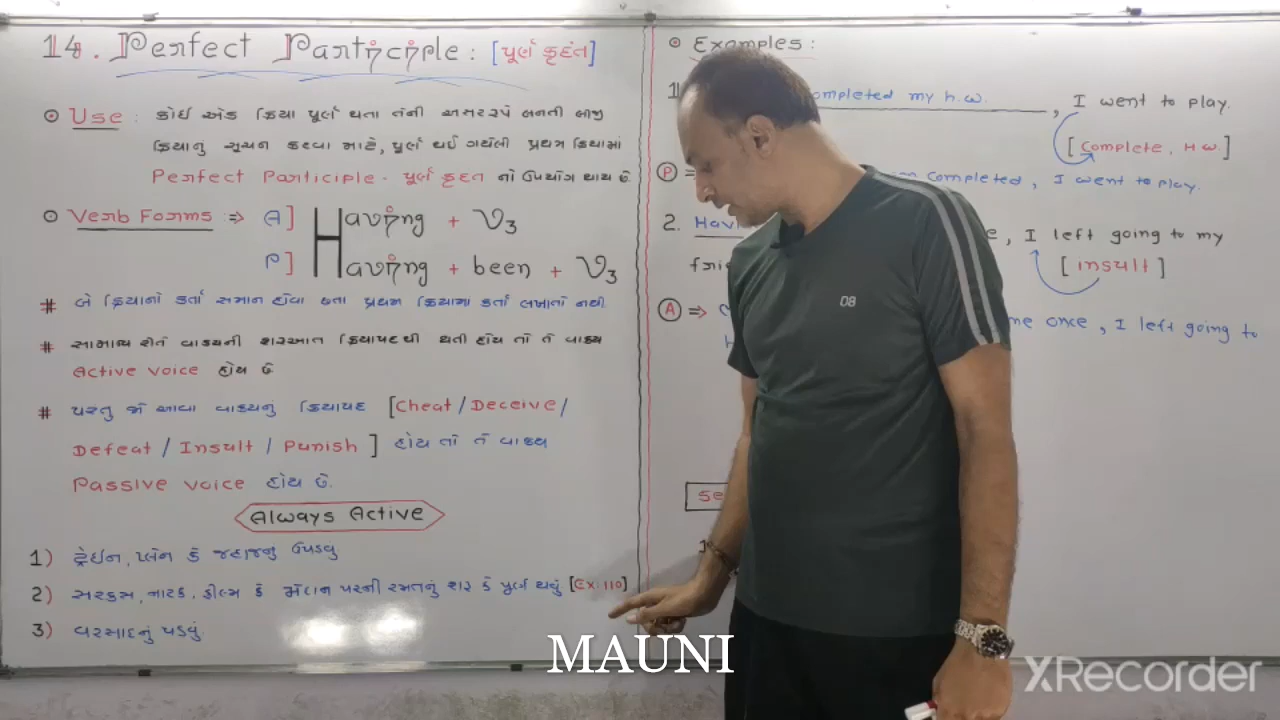 14. Perfect Participle : [પૂર્ણ કૃદંત]
⊙ Use : કોઈ એક ક્રિયા પૂર્ણ થતા તેની અસરરૂપે બનતી બીજી
ક્રિયાનુ સૂચન કરવા માટે, પૂર્ણ થઈ ગયેલી પ્રથમ ક્રિયામાં
Perfect Participle - પૂર્ણ કૃદંત નો ઉપયોગ થાય છે.
⊙ Verb Forms ⇒ A] Having + V3
P] Having + been + V3
# બે ક્રિયાનો કર્તા સમાન હોવા છતા પ્રથમ ક્રિયામા કર્તા લખાતો નથી.
# સામાન્ય રીતે વાક્યની શરૂઆત ક્રિયાપદથી થતી હોય તો તે વાક્ય
Active voice હોય છે
# પરંતુ જો આવા વાક્યનું ક્રિયાપદ [Cheat / Deceive /
Defeat / Insult / Punish] હોય તો તે વાક્ય
Passive voice હોય છે.
Always Active
1) ટ્રેઈન, પ્લેન કે જહાજનુ ઉપડવું
2) સરકસ, નાટક, ફીલ્મ કે મેદાન પરની રમતનું શરૂ કે પૂર્ણ થવું [Ex:110]
3) વરસાદનું પડવું.
⊙ Examples :
1. completed my h.w. , I went to play.
[Complete, H.W.]
P ⇒ completed, I went to play.
2. , I left going to my
[insult]
A ⇒ me once, I left going to
08
MAUNI
XRecorder